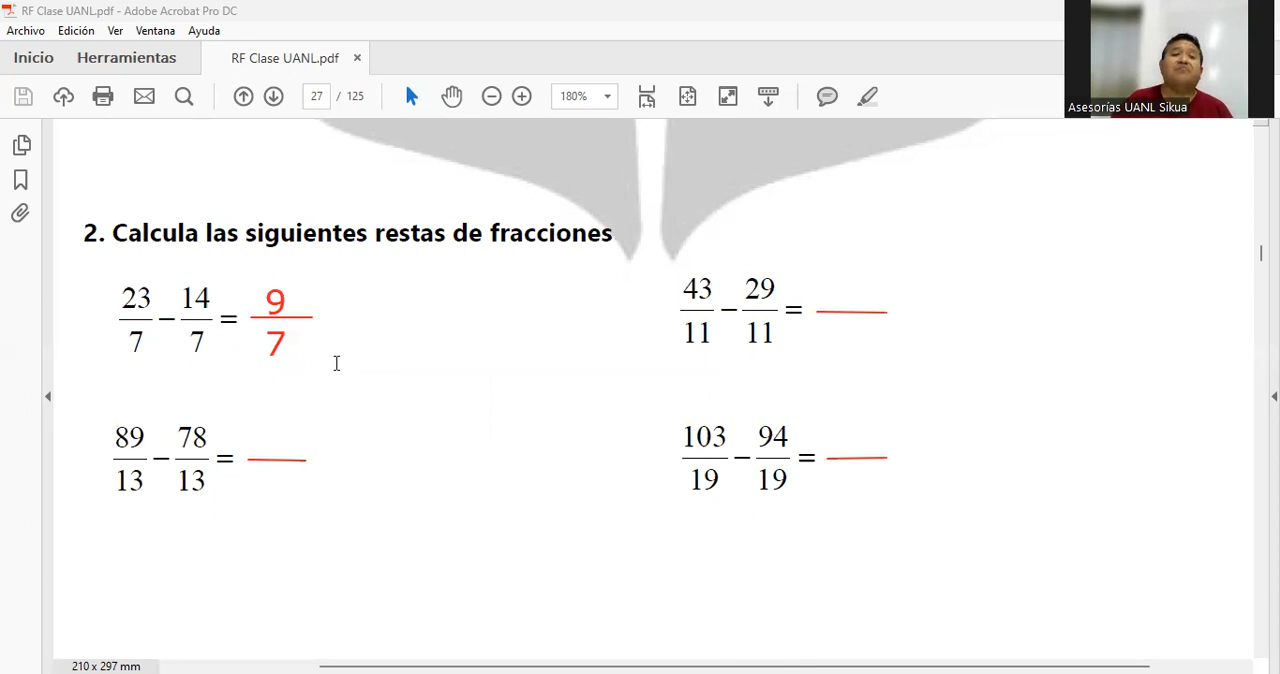 RF Clase UANL.pdf - Adobe Acrobat Pro DC
Archivo Edición Ver Ventana Ayuda
Inicio Herramientas RF Clase UANL.pdf ×
27 / 125 180%
Asesorías UANL Sikua
2. Calcula las siguientes restas de fracciones
23/7 − 14/7 = 9/7
43/11 − 29/11 =
89/13 − 78/13 =
103/19 − 94/19 =
210 x 297 mm